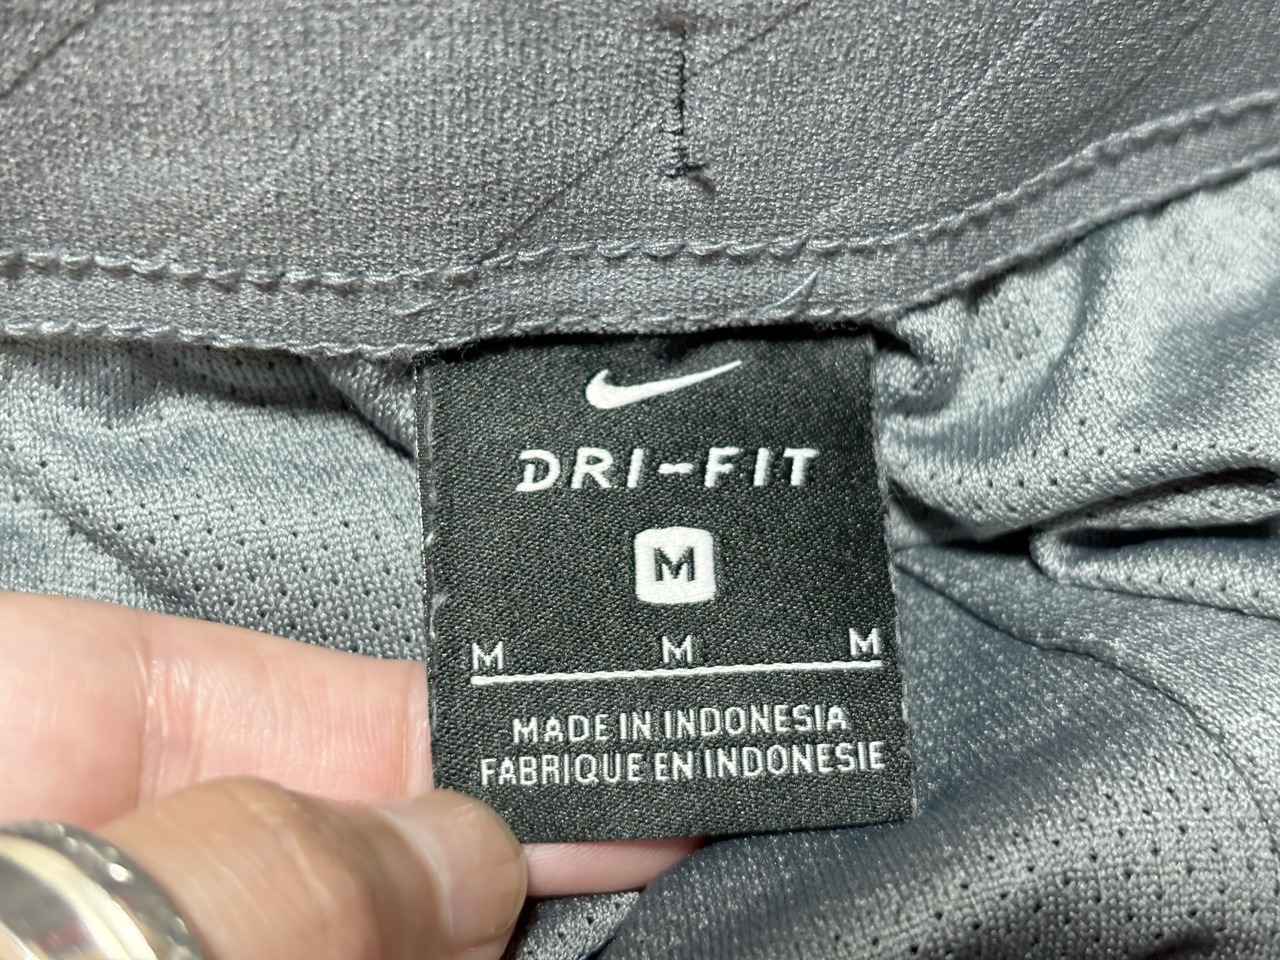 DRI-FIT
M
M M M
MADE IN INDONESIA
FABRIQUE EN INDONESIE